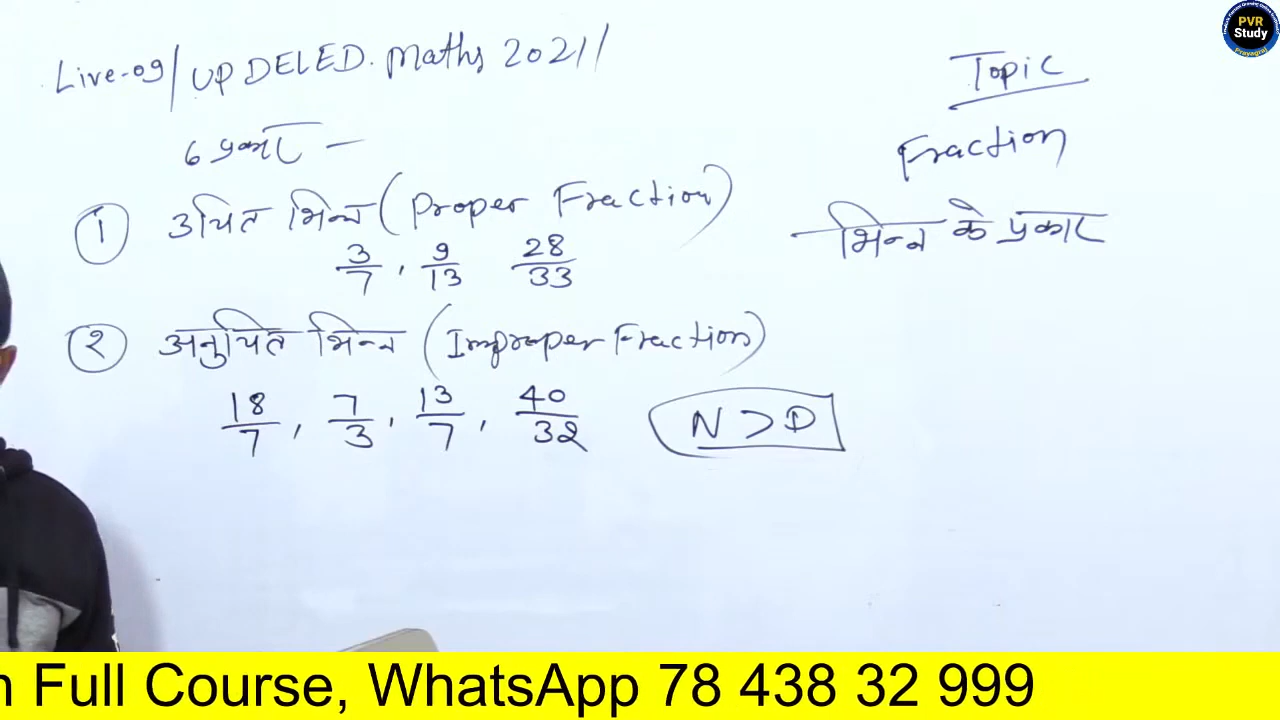 Live-09/UP DELED. Maths 2021/
Topic
Fraction
भिन्न के प्रकार
6 प्रकार –
① उचित भिन्न (Proper Fraction)
3/7, 9/13 28/33
② अनुचित भिन्न (Improper Fraction)
18/7, 7/3, 13/7, 40/32
N > D
PVR
Study
Prayagraj
n Full Course, WhatsApp 78 438 32 999